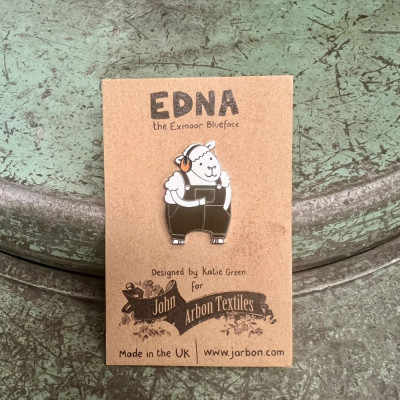 EDNA
the Exmoor Blueface
Designed by Katie Green
for
John
Arbon Textiles
Made in the UK | www.jarbon.com